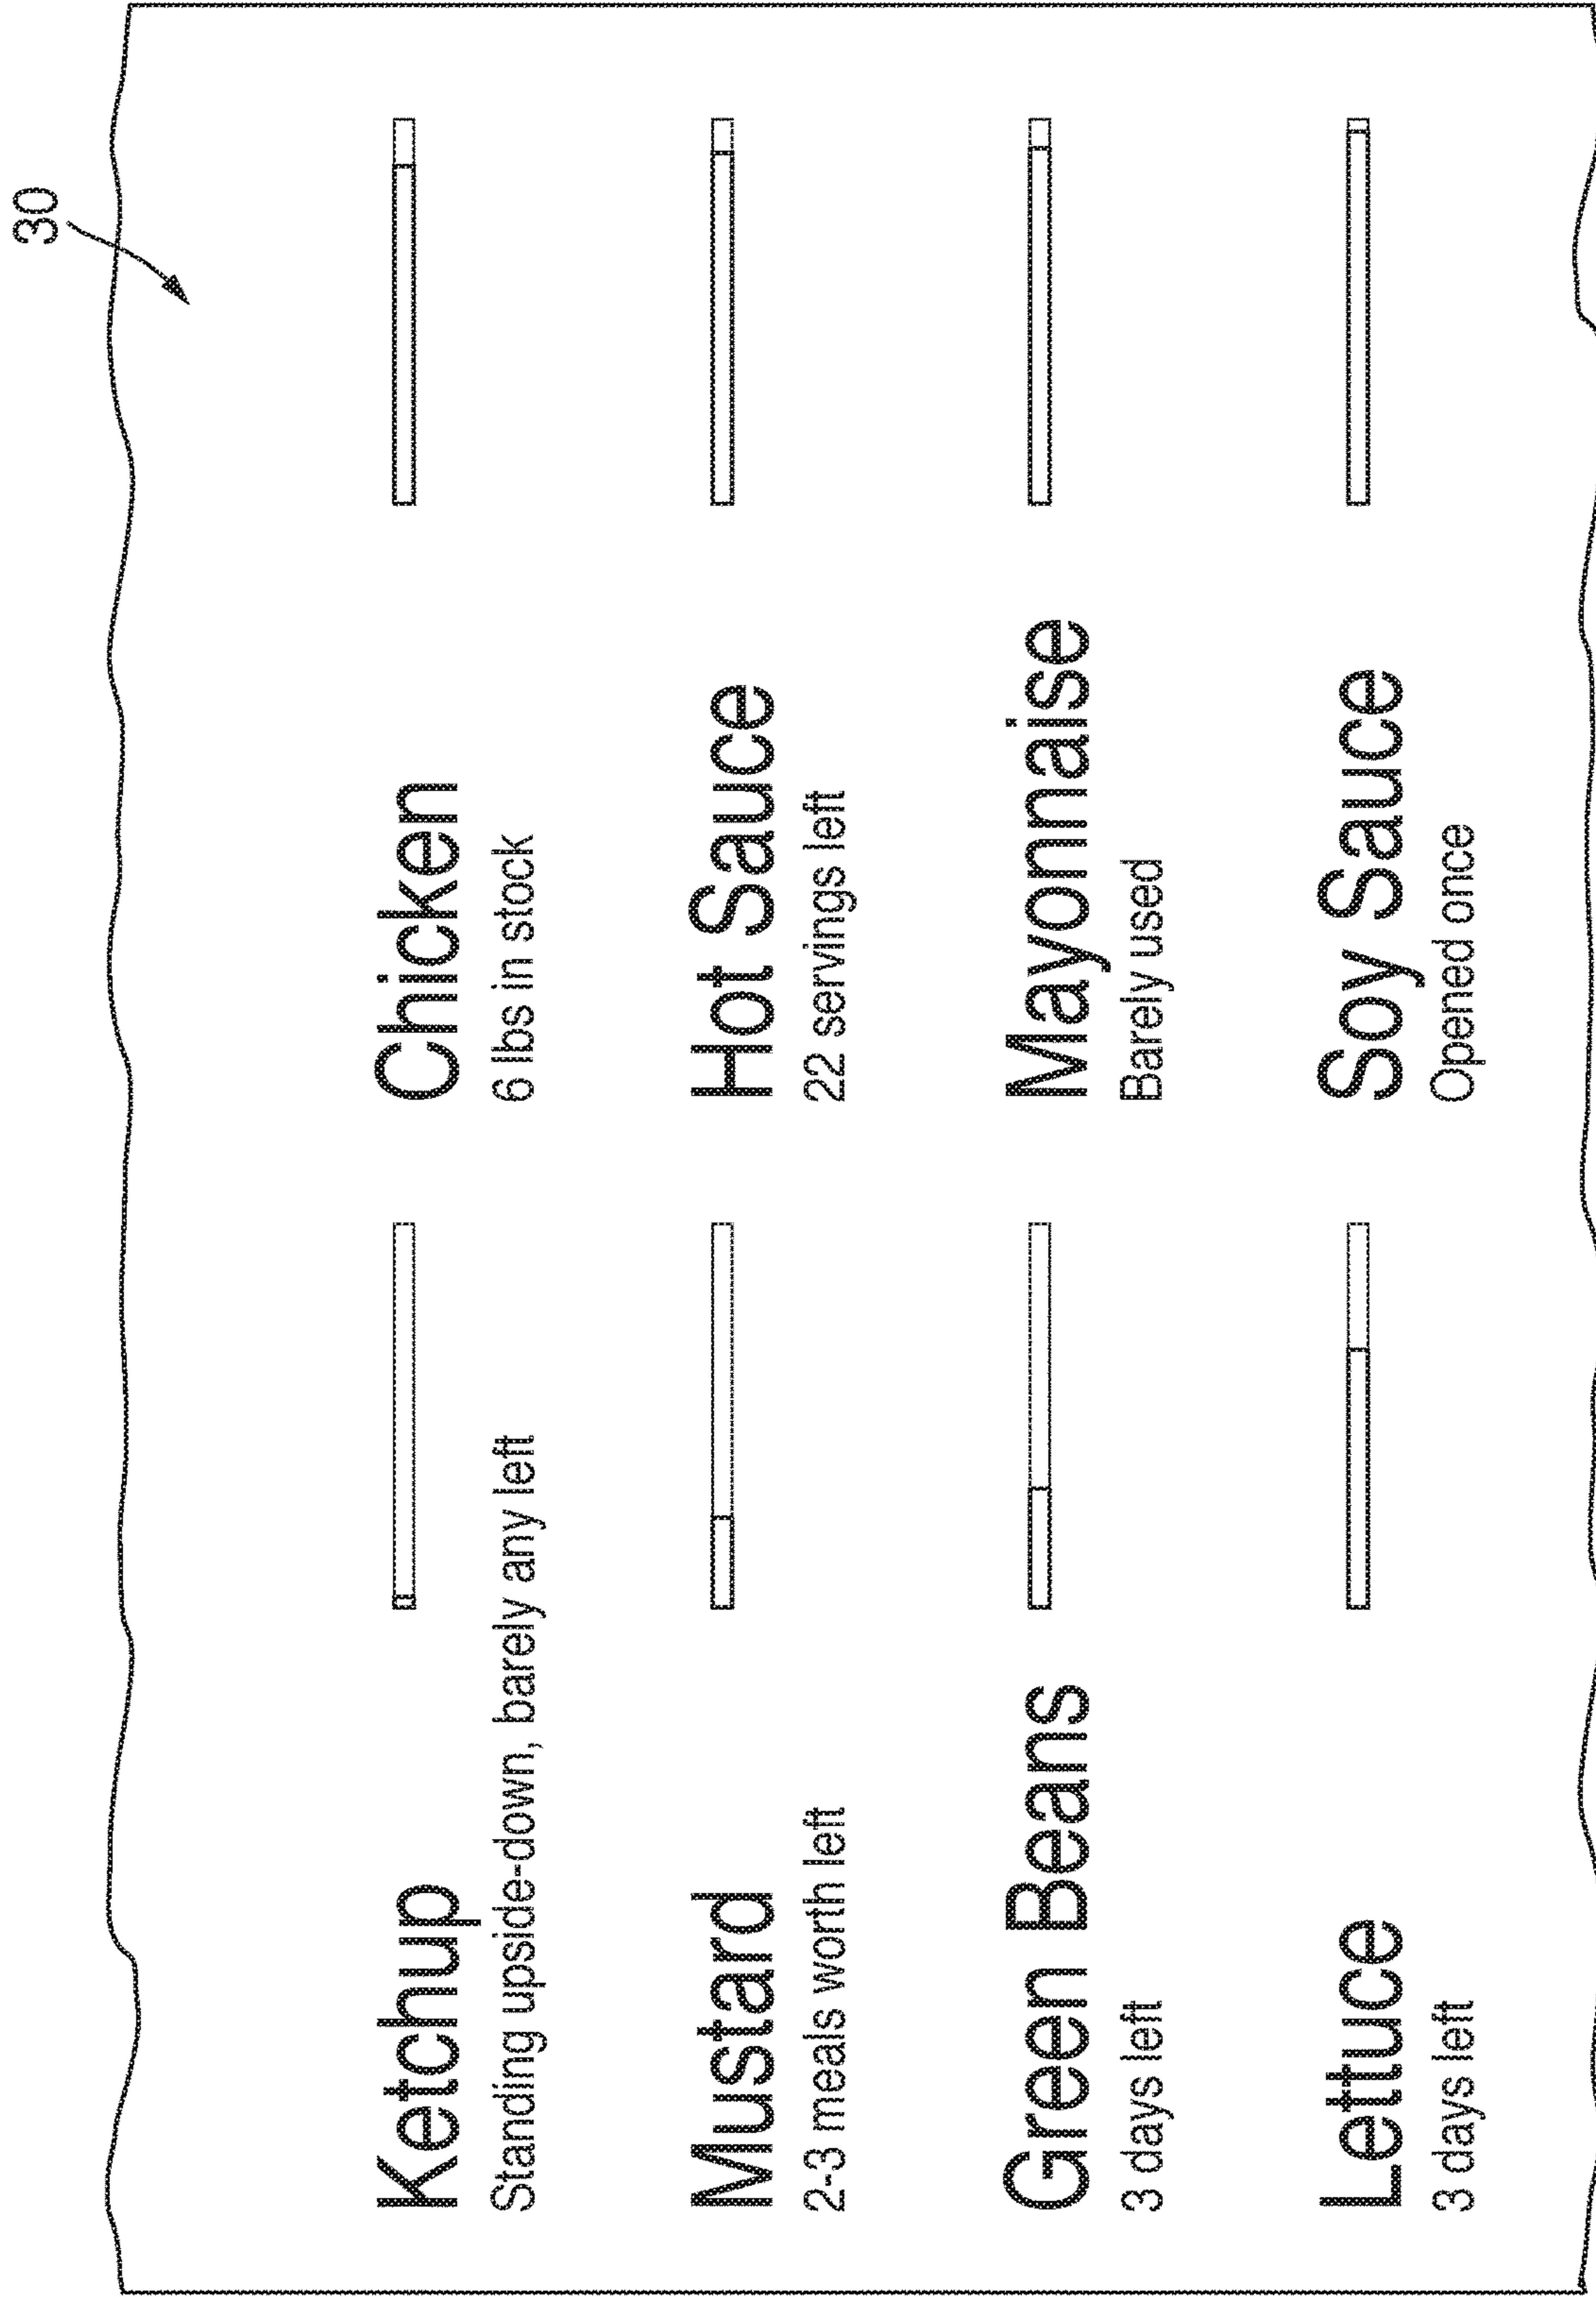 30
Ketchup
Standing upside-down, barely any left
Mustard
2-3 meals worth left
Green Beans
3 days left
Lettuce
3 days left
Chicken
6 lbs in stock
Hot Sauce
22 servings left
Mayonnaise
Barely used
Soy Sauce
Opened once